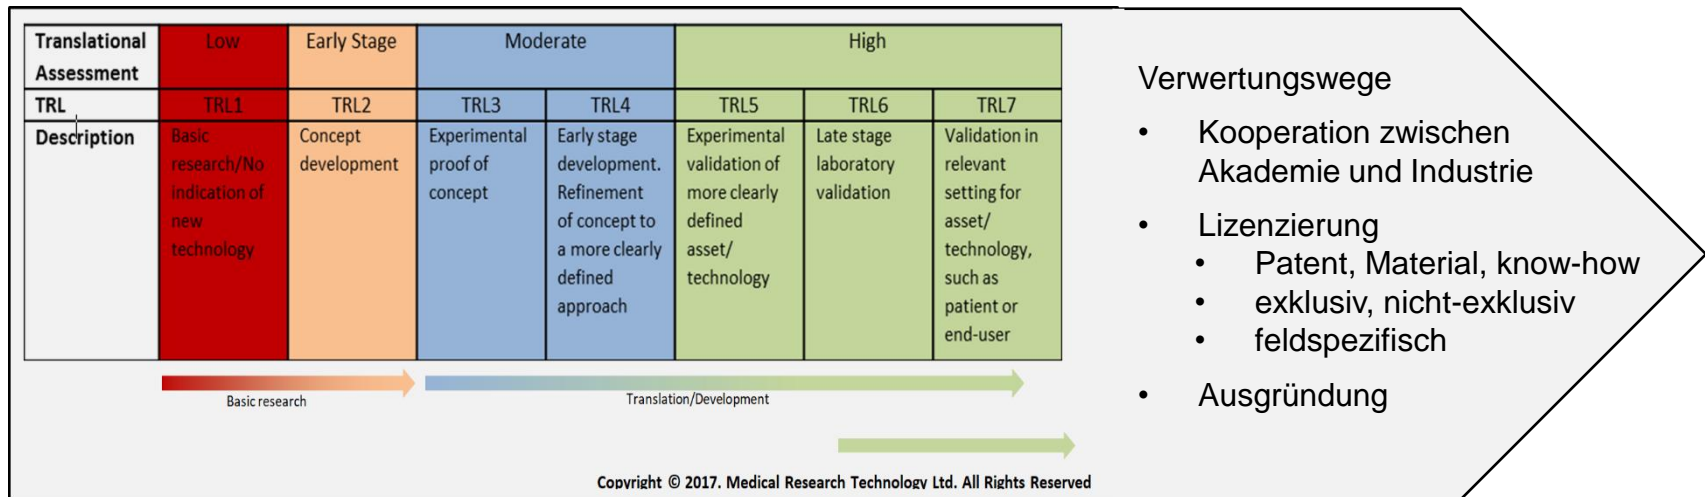 Translational Assessment
Low
Early Stage
Moderate
High
TRL
TRL1
TRL2
TRL3
TRL4
TRL5
TRL6
TRL7
Description
Basic
research/No
indication of
new
technology
Concept
development
Experimental
proof of
concept
Early stage
development.
Refinement
of concept to
a more clearly
defined
approach
Experimental
validation of
more clearly
defined
asset/
technology
Late stage
laboratory
validation
Validation in
relevant
setting for
asset/
technology,
such as
patient or
end-user
Basic research
Translation/Development
Copyright © 2017. Medical Research Technology Ltd. All Rights Reserved
Verwertungswege
• Kooperation zwischen
Akademie und Industrie
• Lizenzierung
• Patent, Material, know-how
• exklusiv, nicht-exklusiv
• feldspezifisch
• Ausgründung